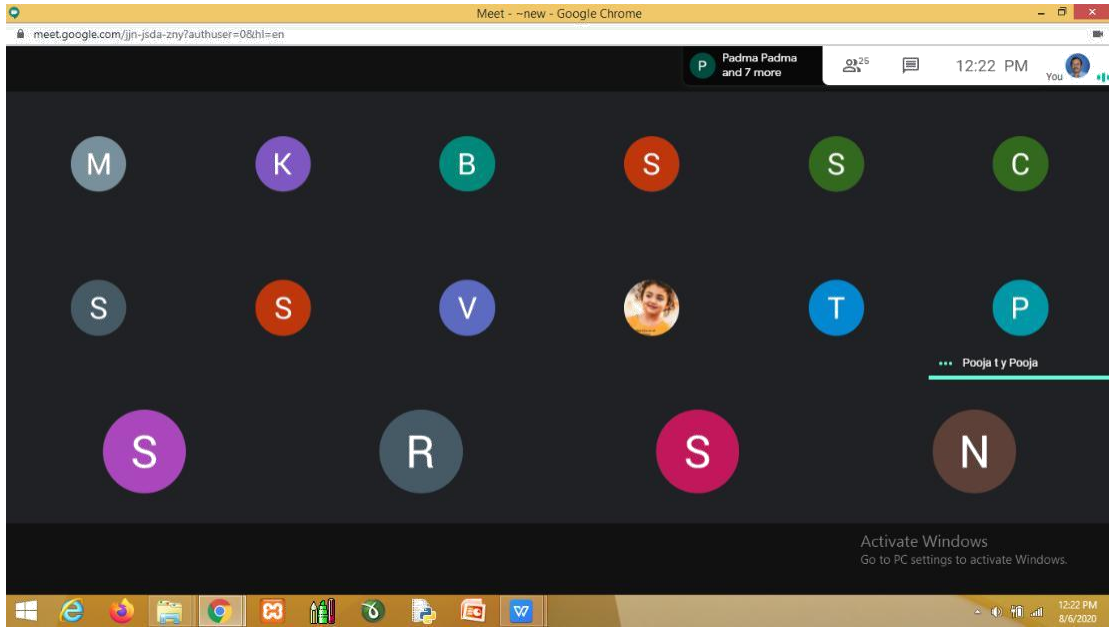 Meet - ~new - Google Chrome
meet.google.com/jjn-jsda-zny?authuser=0&hl=en
P Padma Padma
and 7 more
25
12:22 PM
You
M K B S S C
S S V T P
Pooja t y Pooja
S R S N
Activate Windows
Go to PC settings to activate Windows.
12:22 PM
8/6/2020